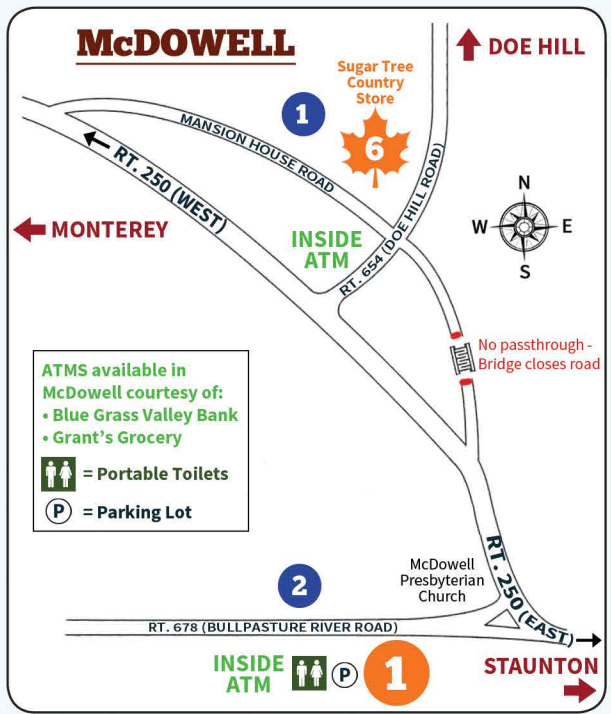 McDOWELL
DOE HILL
Sugar Tree
Country
Store
1
6
MANSION HOUSE ROAD
RT. 250 (WEST)
MONTEREY
INSIDE
ATM
RT. 654 (DOE HILL ROAD)
N
W
E
S
No passthrough -
Bridge closes road
ATMS available in
McDowell courtesy of:
• Blue Grass Valley Bank
• Grant's Grocery
= Portable Toilets
P = Parking Lot
McDowell
Presbyterian
Church
RT. 250 (EAST)
2
RT. 678 (BULLPASTURE RIVER ROAD)
INSIDE
ATM
P
1
STAUNTON